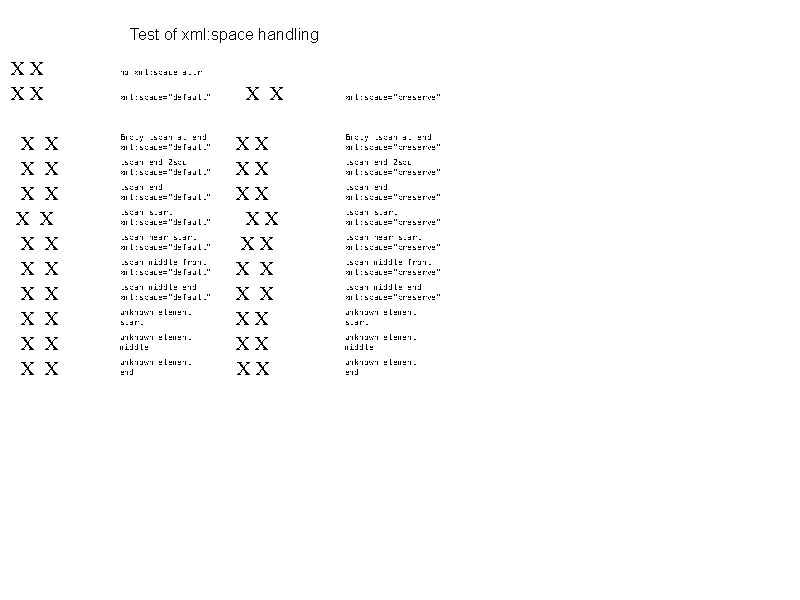 Test of xml:space handling
X X no xml:space attr
X X xml:space="default" X X xml:space="preserve"
Empty tspan at end Empty tspan at end
X X xml:space="default" X X xml:space="preserve"
tspan end 2spc tspan end 2spc
X X xml:space="default" X X xml:space="preserve"
tspan end tspan end
X X xml:space="default" X X xml:space="preserve"
tspan start tspan start
X X xml:space="default" X X xml:space="preserve"
tspan near start tspan near start
X X xml:space="default" X X xml:space="preserve"
tspan middle front tspan middle front
X X xml:space="default" X X xml:space="preserve"
tspan middle end tspan middle end
X X xml:space="default" X X xml:space="preserve"
unknown element unknown element
X X start X X start
unknown element unknown element
X X middle X X middle
unknown element unknown element
X X end X X end